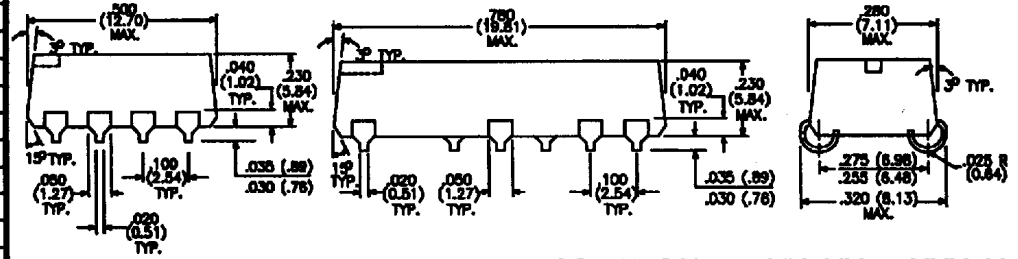 .500
(12.70)
MAX.
3° TYP.
.040
(1.02)
TYP.
.230
(5.84)
MAX.
15° TYP.
.050
(1.27)
TYP.
.100
(2.54)
TYP.
.035 (.89)
.030 (.76)
.020
(0.51)
TYP.
.780
(19.81)
MAX.
3° TYP.
.040
(1.02)
TYP.
.230
(5.84)
MAX.
15°
TYP.
.020
(0.51)
TYP.
.050
(1.27)
TYP.
.100
(2.54)
TYP.
.035 (.89)
.030 (.76)
.280
(7.11)
MAX.
3° TYP.
.275 (6.98)
.255 (6.48)
.025 R
(0.64)
.320 (8.13)
MAX.